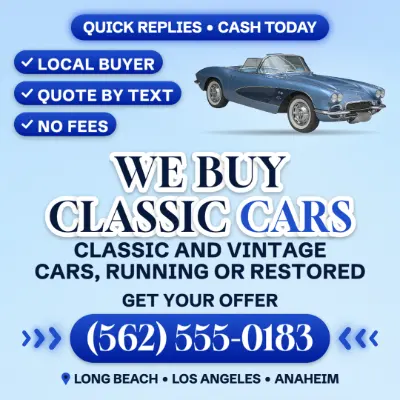 QUICK REPLIES • CASH TODAY
LOCAL BUYER
QUOTE BY TEXT
NO FEES
WE BUY
CLASSIC CARS
CLASSIC AND VINTAGE
CARS, RUNNING OR RESTORED
GET YOUR OFFER
(562) 555-0183
LONG BEACH • LOS ANGELES • ANAHEIM